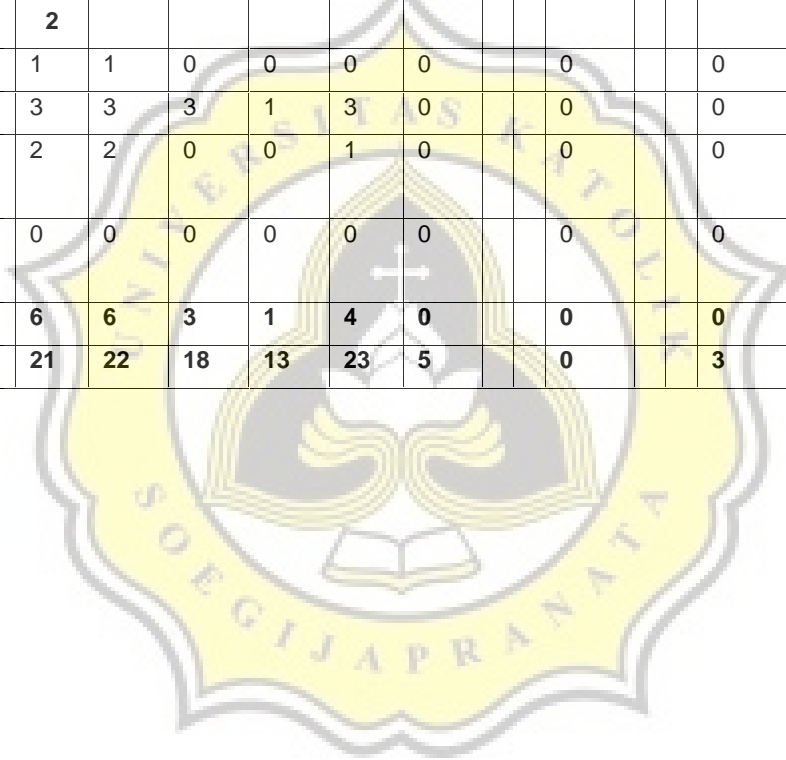 2
1 1 0 0 0 0 0 0
3 3 3 1 3 0 0 0
2 2 0 0 1 0 0 0
0 0 0 0 0 0 0 0
6 6 3 1 4 0 0 0
21 22 18 13 23 5 0 3
UNIVERSITAS KATOLIK
SOEGIJAPRANATA